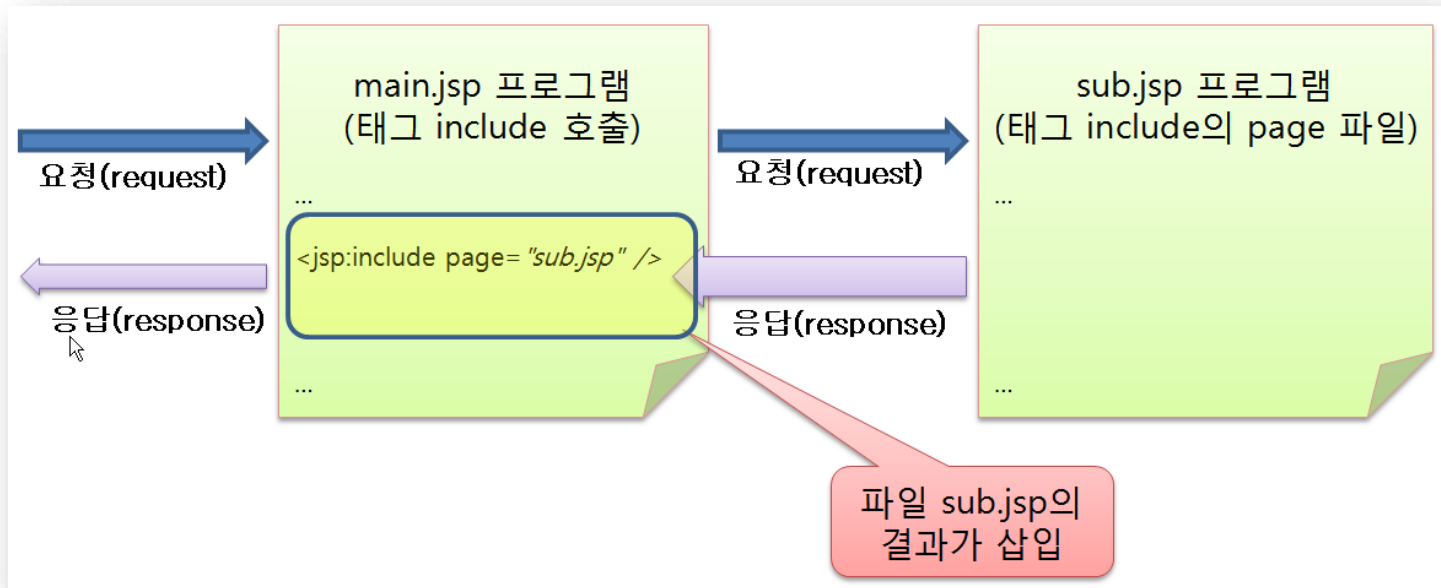 main.jsp 프로그램
(태그 include 호출)
sub.jsp 프로그램
(태그 include의 page 파일)
요청(request)
요청(request)
...
...
<jsp:include page="sub.jsp" />
응답(response)
응답(response)
...
...
파일 sub.jsp의
결과가 삽입